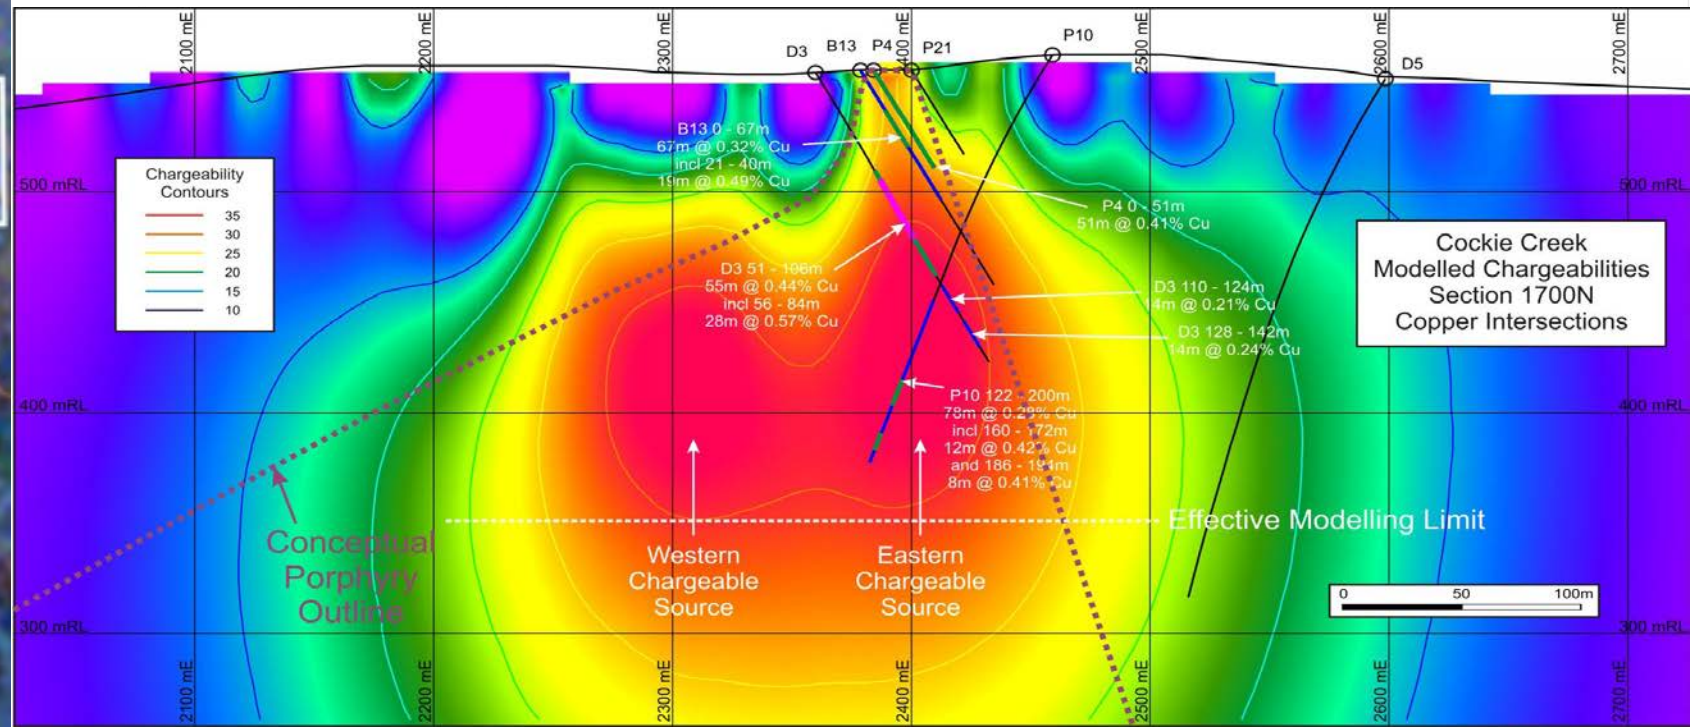 2100 mE
2200 mE
2300 mE
2400 mE
2500 mE
2600 mE
2700 mE
D3
B13
P4
P21
P10
D5
Chargeability
Contours
35
30
25
20
15
10
500 mRL
500 mRL
B13 0 - 67m
67m @ 0.32% Cu
incl 21 - 40m
19m @ 0.49% Cu
P4 0 - 51m
51m @ 0.41% Cu
Cockie Creek
Modelled Chargeabilities
Section 1700N
Copper Intersections
D3 51 - 106m
55m @ 0.44% Cu
incl 56 - 84m
28m @ 0.57% Cu
D3 110 - 124m
14m @ 0.21% Cu
D3 128 - 142m
14m @ 0.24% Cu
400 mRL
400 mRL
P10 122 - 200m
78m @ 0.29% Cu
incl 160 - 172m
12m @ 0.42% Cu
and 186 - 194m
8m @ 0.41% Cu
Effective Modelling Limit
Conceptual
Porphyry
Outline
Western
Chargeable
Source
Eastern
Chargeable
Source
0 50 100m
300 mRL
300 mRL
2100 mE
2200 mE
2300 mE
2400 mE
2500 mE
2600 mE
2700 mE